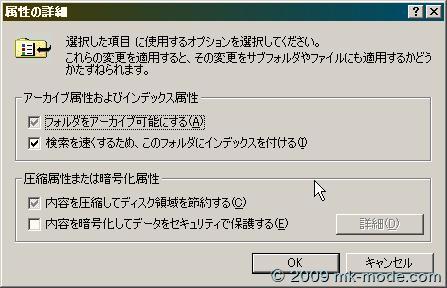 属性の詳細
選択した項目 に使用するオプションを選択してください。
これらの変更を適用すると、その変更をサブフォルダやファイルにも適用するかどう
かたずねられます。
アーカイブ属性およびインデックス属性
フォルダをアーカイブ可能にする(A)
検索を速くするため、このフォルダにインデックスを付ける(I)
圧縮属性または暗号化属性
内容を圧縮してディスク領域を節約する(C)
内容を暗号化してデータをセキュリティで保護する(E)
詳細(D)
OK
キャンセル
© 2009 mk-mode.com